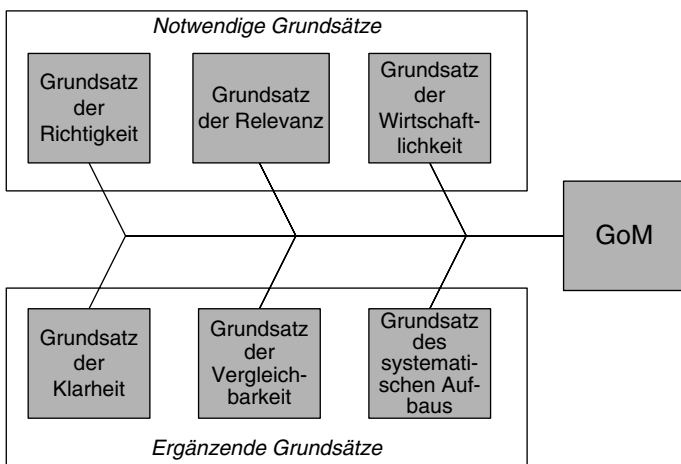 Notwendige Grundsätze
Grundsatz
der
Richtigkeit
Grundsatz
der Relevanz
Grundsatz
der
Wirtschaft-
lichkeit
GoM
Grundsatz
der
Klarheit
Grundsatz
der
Vergleich-
barkeit
Grundsatz
des
systemati-
schen Auf-
baus
Ergänzende Grundsätze